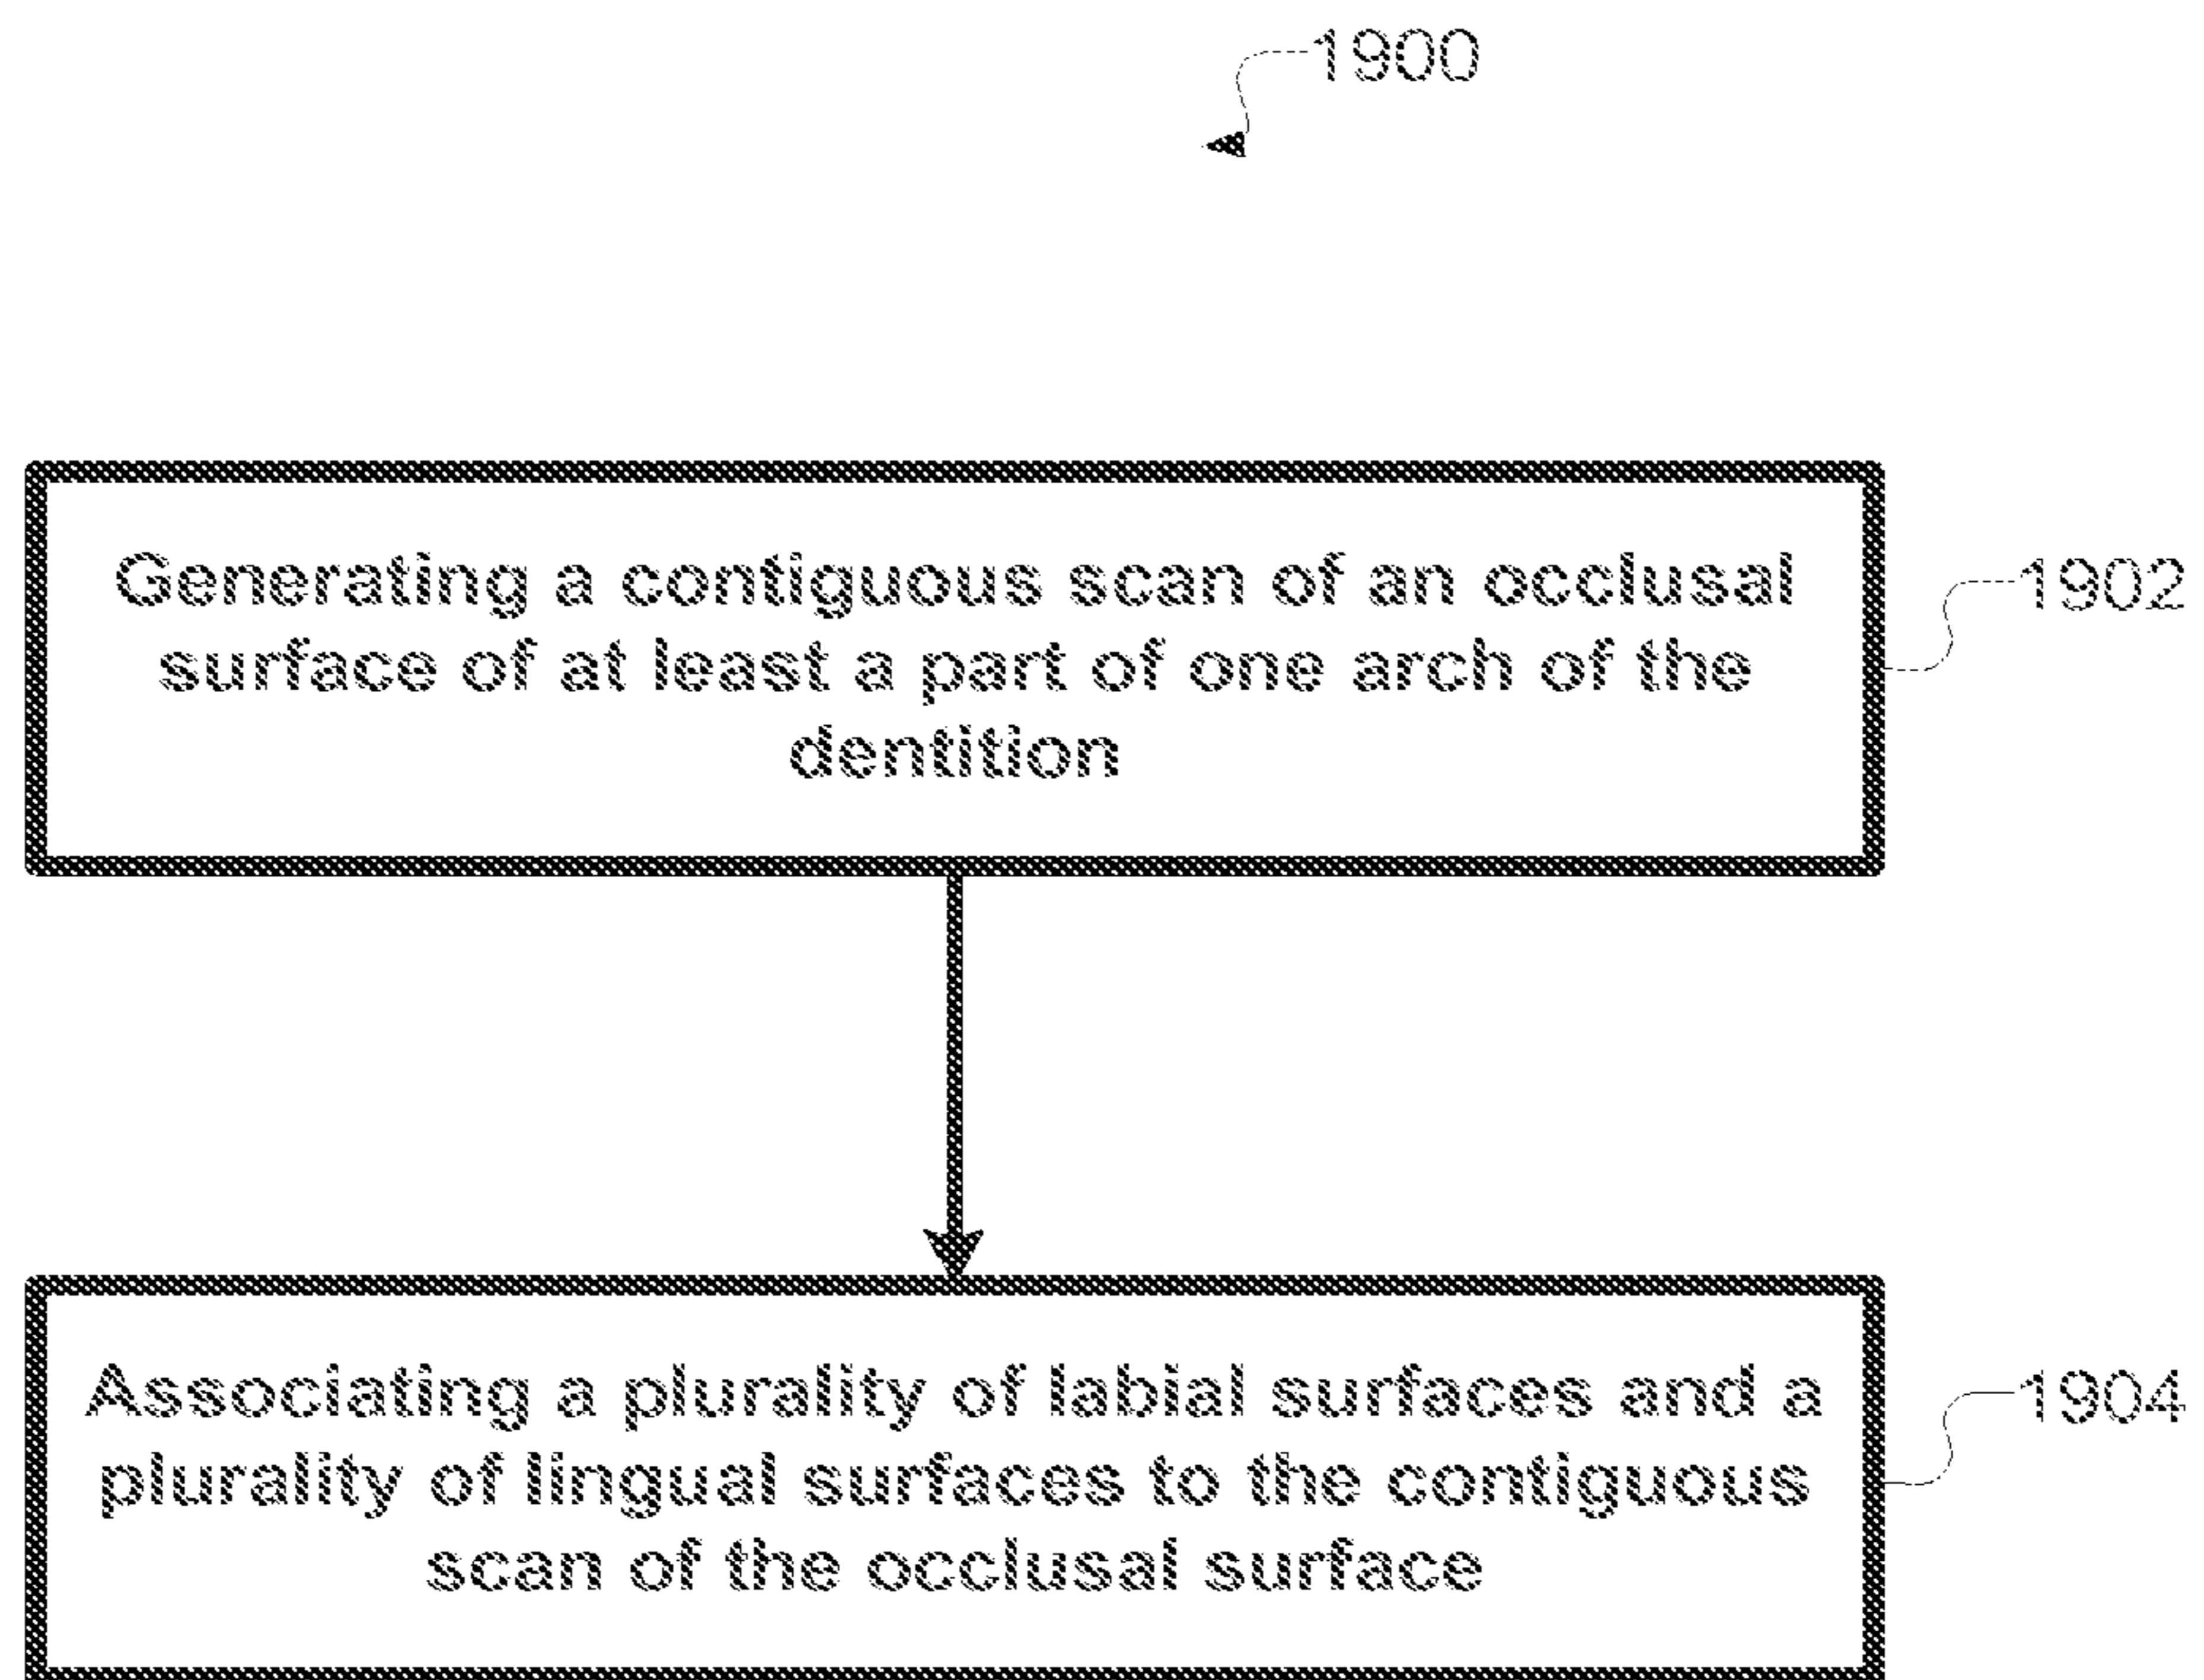 1900
Generating a contiguous scan of an occlusal
surface of at least a part of one arch of the
dentition
1902
Associating a plurality of labial surfaces and a
plurality of lingual surfaces to the contiguous
scan of the occlusal surface
1904